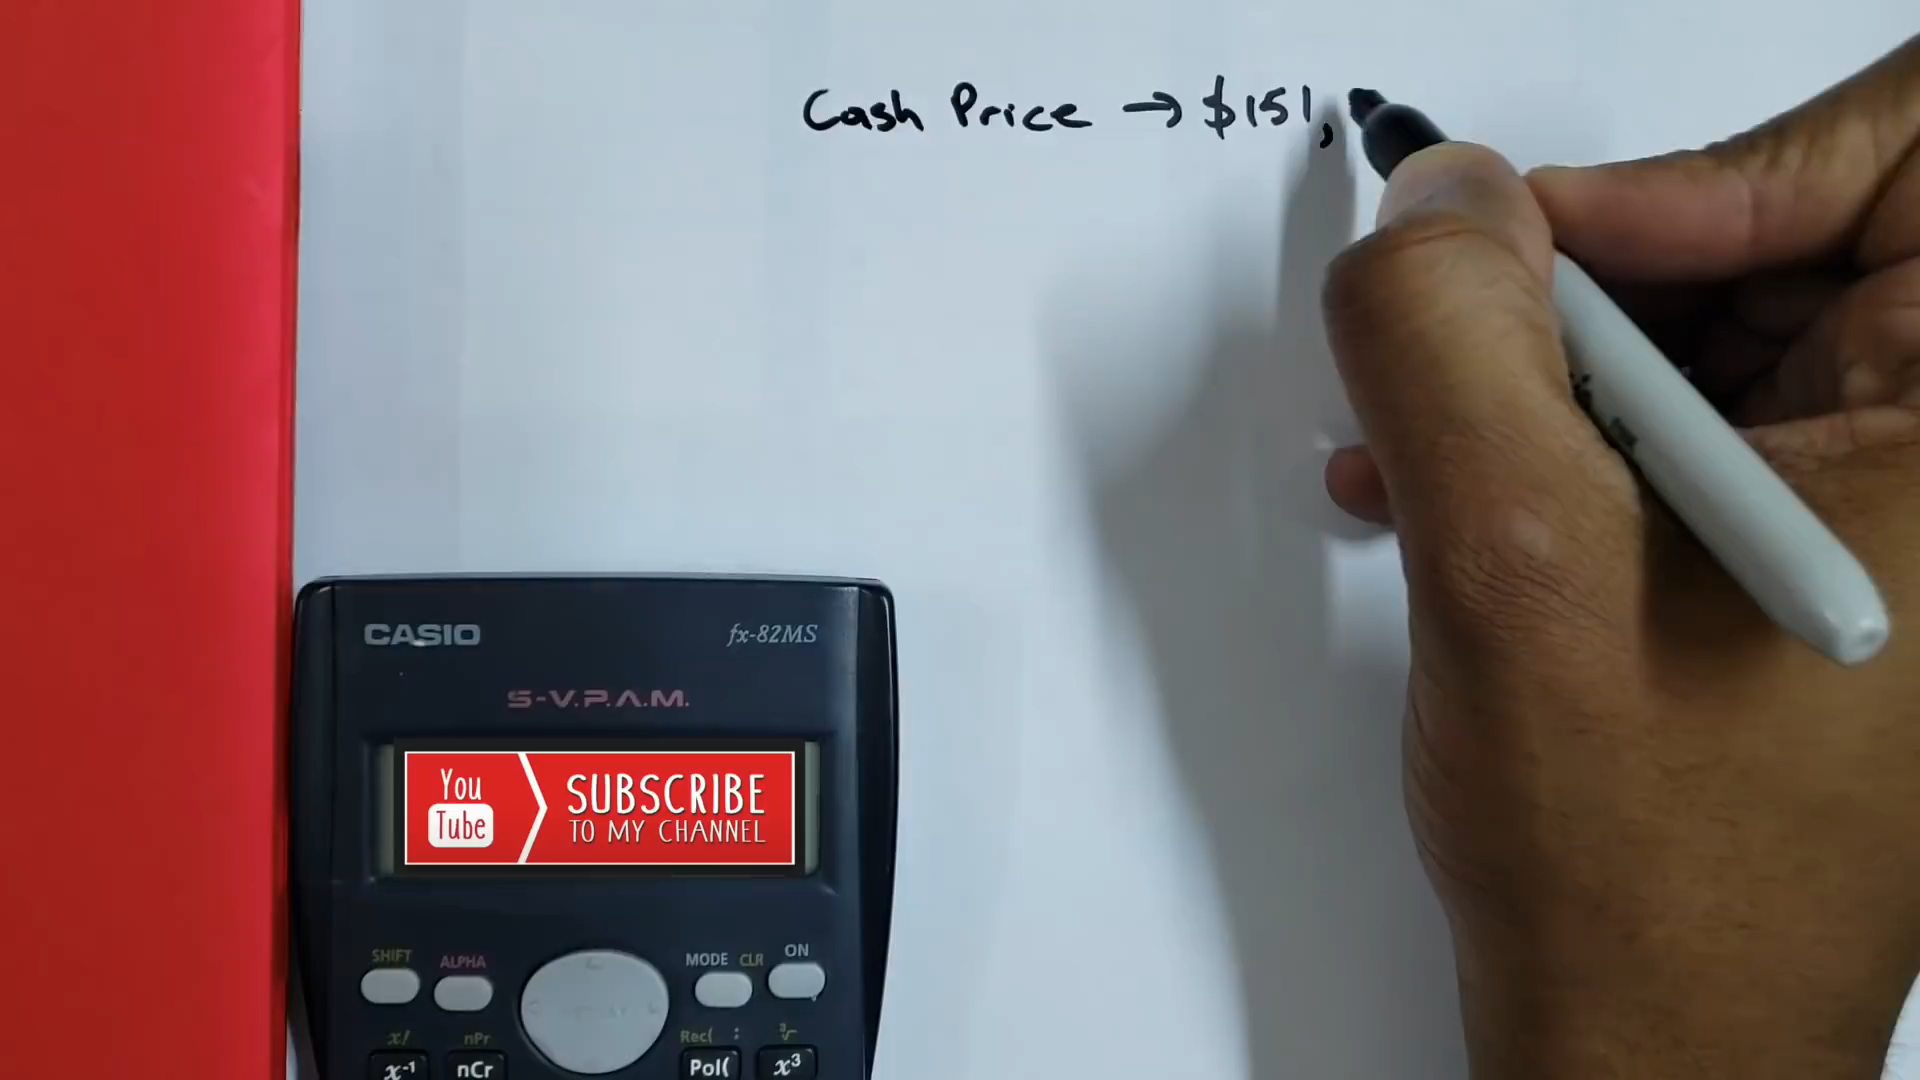 Cash Price → $151,
CASIO
fx-82MS
S-V.P.A.M.
You
Tube
SUBSCRIBE
TO MY CHANNEL
SHIFT
ALPHA
MODE CLR
ON
x!
nPr
Rec( :
³√
x⁻¹
nCr
Pol(
x³